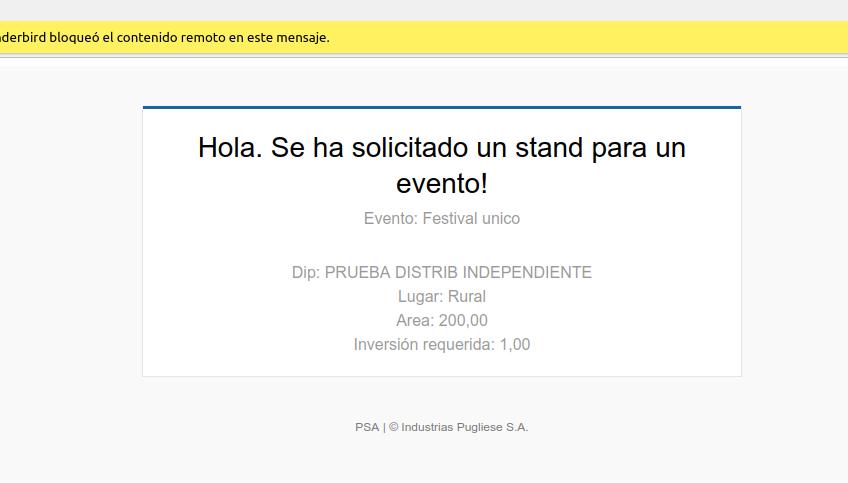 nderbird bloqueó el contenido remoto en este mensaje.
Hola. Se ha solicitado un stand para un
evento!
Evento: Festival unico
Dip: PRUEBA DISTRIB INDEPENDIENTE
Lugar: Rural
Area: 200,00
Inversión requerida: 1,00
PSA | © Industrias Pugliese S.A.